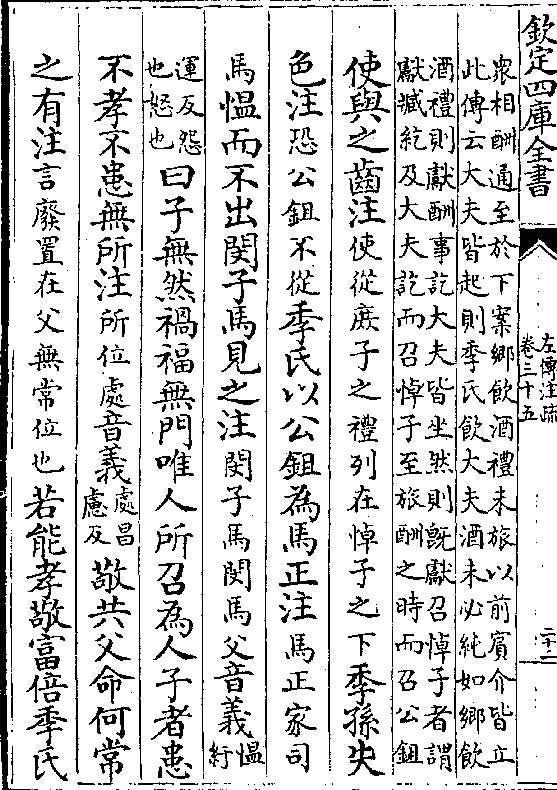 欽定四庫全書
左傳注疏
卷三十五
二十二
衆相酬通至於下案鄉飲酒禮未旅以前賓介皆立
此傳云大夫皆起則季氏飲大夫酒未必純如鄉飲
酒禮則獻酬事訖大夫皆坐然則既獻召悼子者謂
獻臧紇及大夫訖而召悼子至旅酬之時而召公鉏
使與之齒注使從庶子之禮列在悼子之下季孫失
色注恐公鉏不從季氏以公鉏為馬正注馬正家司
馬愠而不出閔子馬見之注閔子馬閔馬父音義愠紆
運反怨
也怒也曰子無然禍福無門唯人所召為人子者患
不孝不患無所注所位處音義處昌
慮反敬共父命何常
之有注言廢置在父無常位也若能孝敬富倍季氏